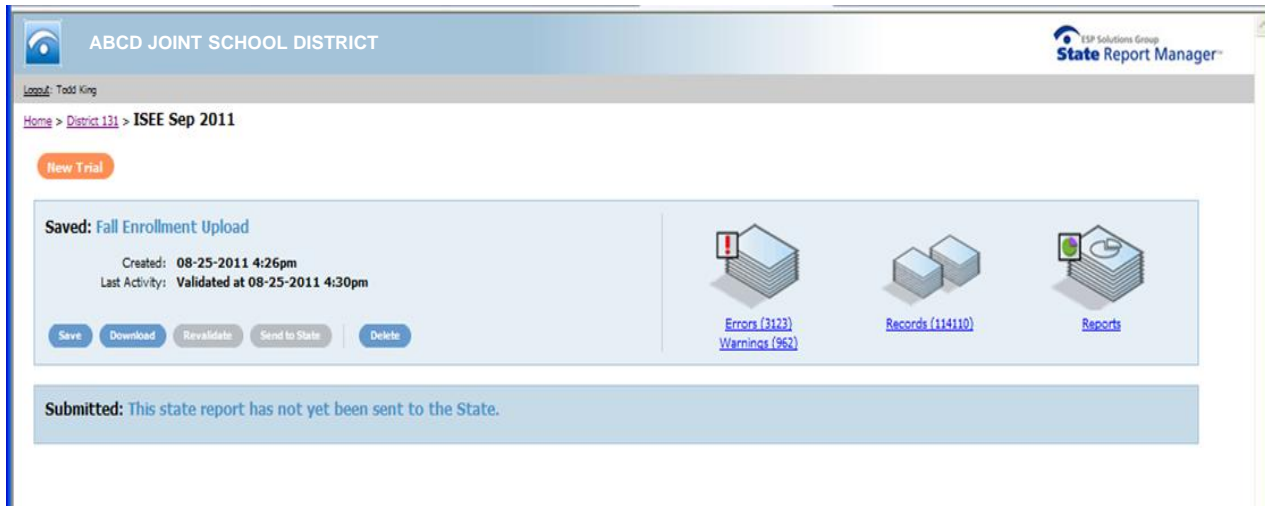 ABCD JOINT SCHOOL DISTRICT
ESP Solutions Group
State Report Manager
Logout: Todd King
Home > District 131 > ISEE Sep 2011
New Trial
Saved: Fall Enrollment Upload
Created: 08-25-2011 4:26pm
Last Activity: Validated at 08-25-2011 4:30pm
Save Download Revalidate Send to State Delete
Errors (3123)
Warnings (962)
Records (114110)
Reports
Submitted: This state report has not yet been sent to the State.